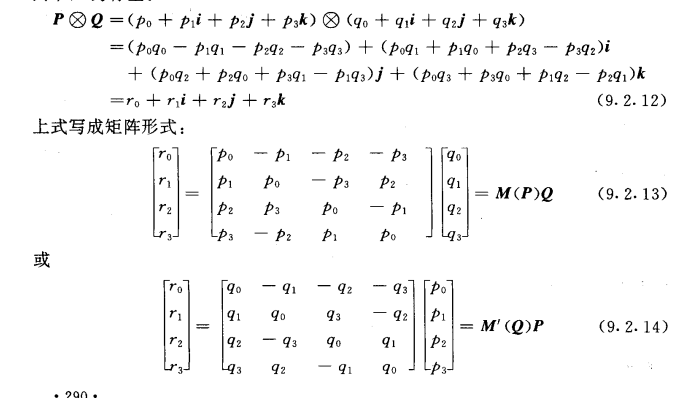 P⊗Q=(p₀+p₁i+p₂j+p₃k)⊗(q₀+q₁i+q₂j+q₃k)
=(p₀q₀-p₁q₁-p₂q₂-p₃q₃)+(p₀q₁+p₁q₀+p₂q₃-p₃q₂)i
+(p₀q₂+p₂q₀+p₃q₁-p₁q₃)j+(p₀q₃+p₃q₀+p₁q₂-p₂q₁)k
=r₀+r₁i+r₂j+r₃k (9.2.12)
上式写成矩阵形式:
[r₀ r₁ r₂ r₃] = [p₀ -p₁ -p₂ -p₃
p₁ p₀ -p₃ p₂
p₂ p₃ p₀ -p₁
p₃ -p₂ p₁ p₀] [q₀ q₁ q₂ q₃] = M(P)Q (9.2.13)
或
[r₀ r₁ r₂ r₃] = [q₀ -q₁ -q₂ -q₃
q₁ q₀ q₃ -q₂
q₂ -q₃ q₀ q₁
q₃ q₂ -q₁ q₀] [p₀ p₁ p₂ p₃] = M′(Q)P (9.2.14)
·290·